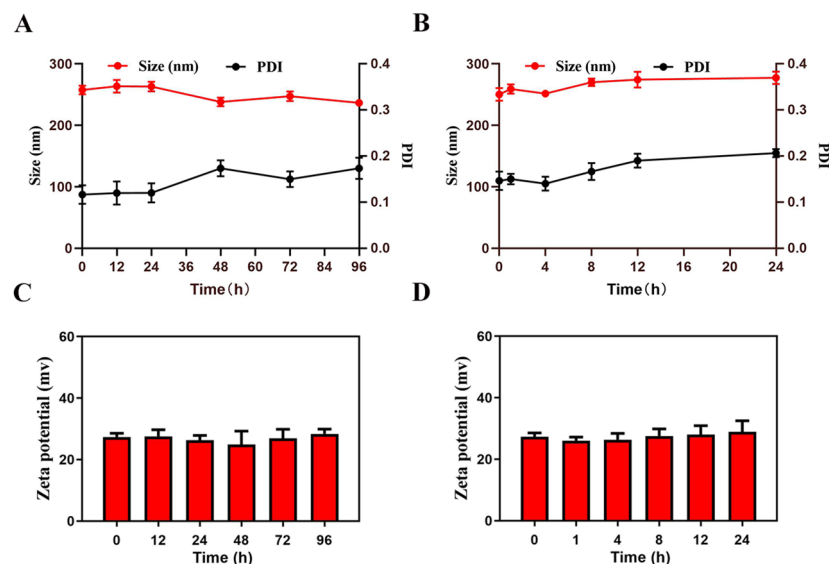 A
Size (nm) PDI
300 0.4
200 0.3
100 0.2
0.1
0 0.0
Size (nm)
PDI
0 12 24 36 48 60 72 84 96
Time(h)
B
Size (nm) PDI
300 0.4
200 0.3
100 0.2
0.1
0 0.0
Size (nm)
PDI
0 4 8 12 16 20 24
Time(h)
C
60
40
20
0
Zeta potential (mv)
0 12 24 48 72 96
Time (h)
D
60
40
20
0
Zeta potential (mv)
0 1 4 8 12 24
Time (h)